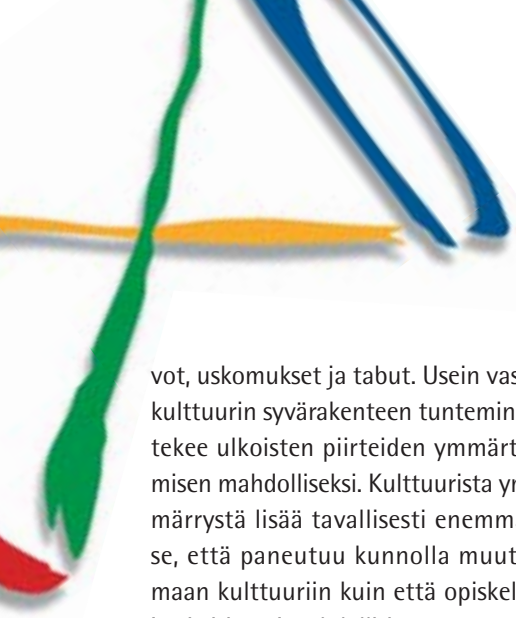 vot, uskomukset ja tabut. Usein vas
kulttuurin syvärakenteen tuntemin
tekee ulkoisten piirteiden ymmärt
misen mahdolliseksi. Kulttuurista yr
märrystä lisää tavallisesti enemm
se, että paneutuu kunnolla muut
maan kulttuuriin kuin että opiskel